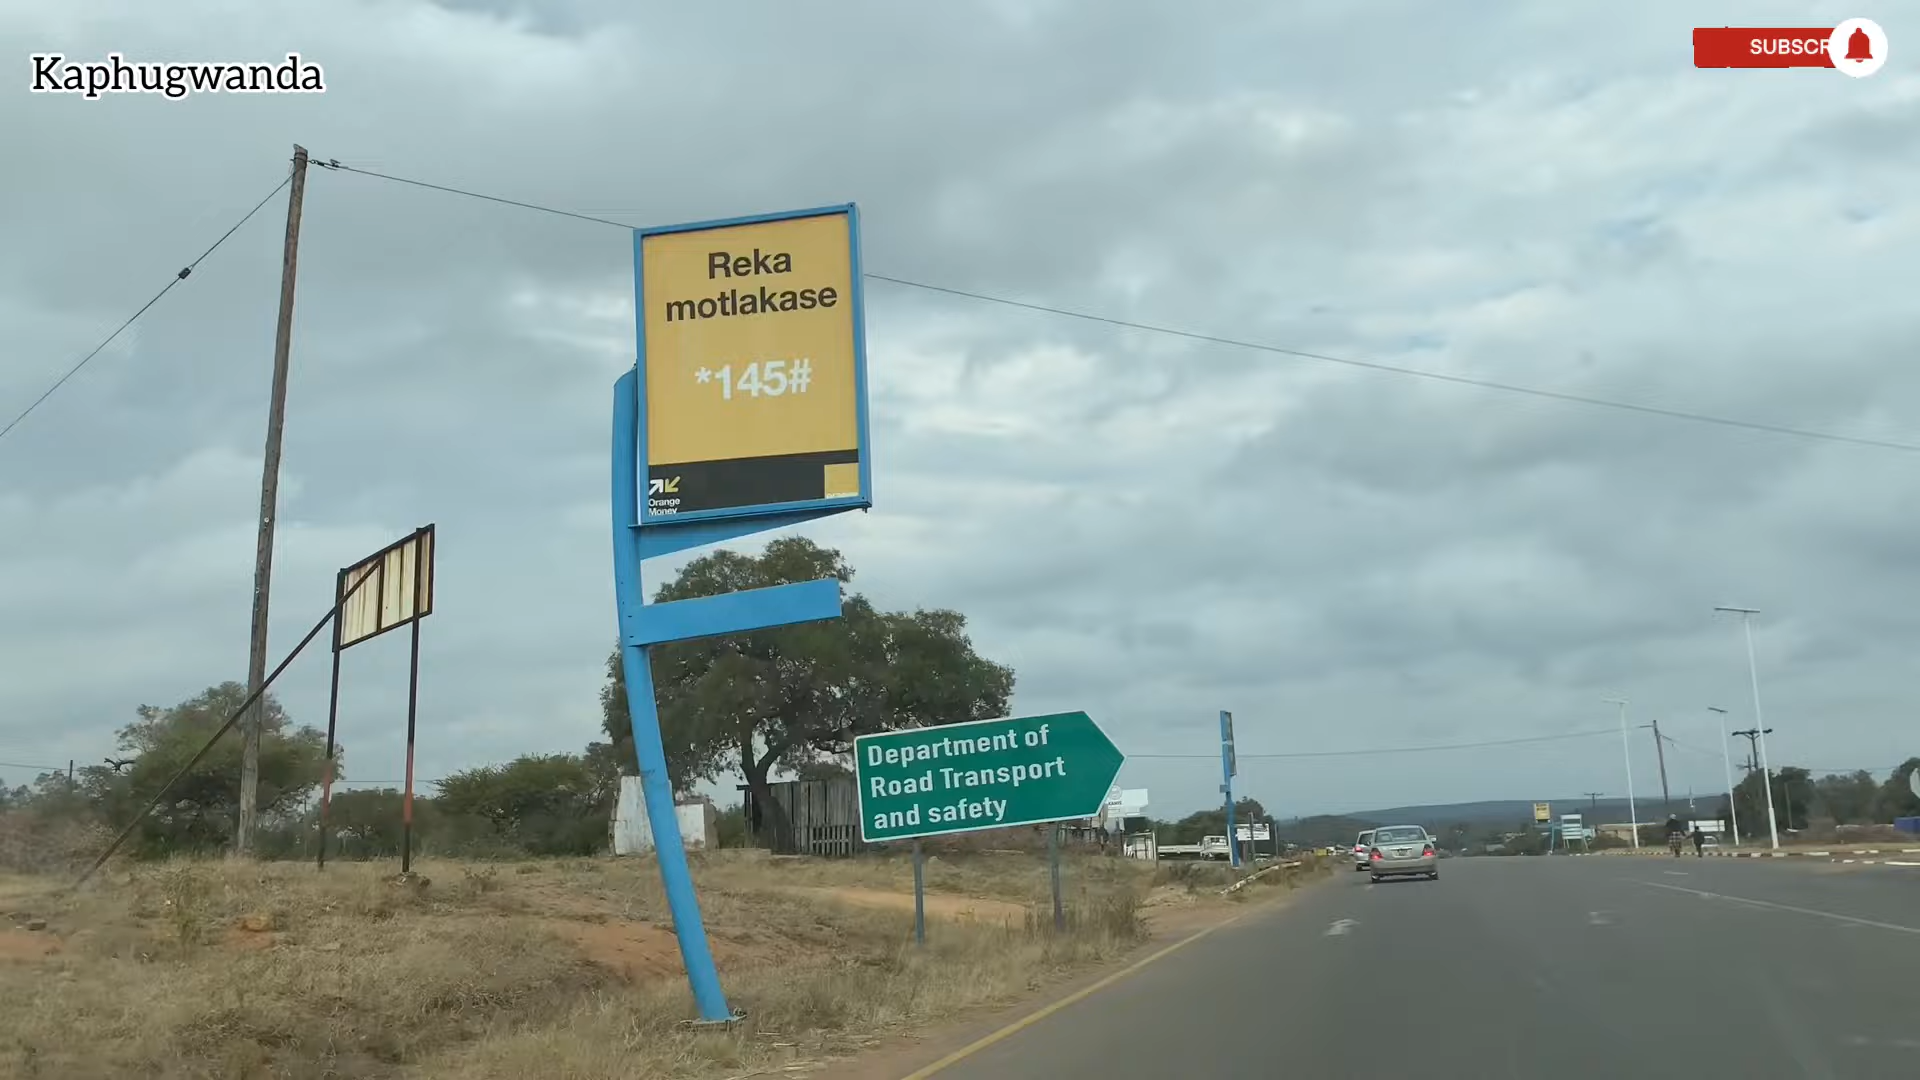 Kaphugwanda
SUBSCR
Reka
motlakase
*145#
Orange
Money
Department of
Road Transport
and safety